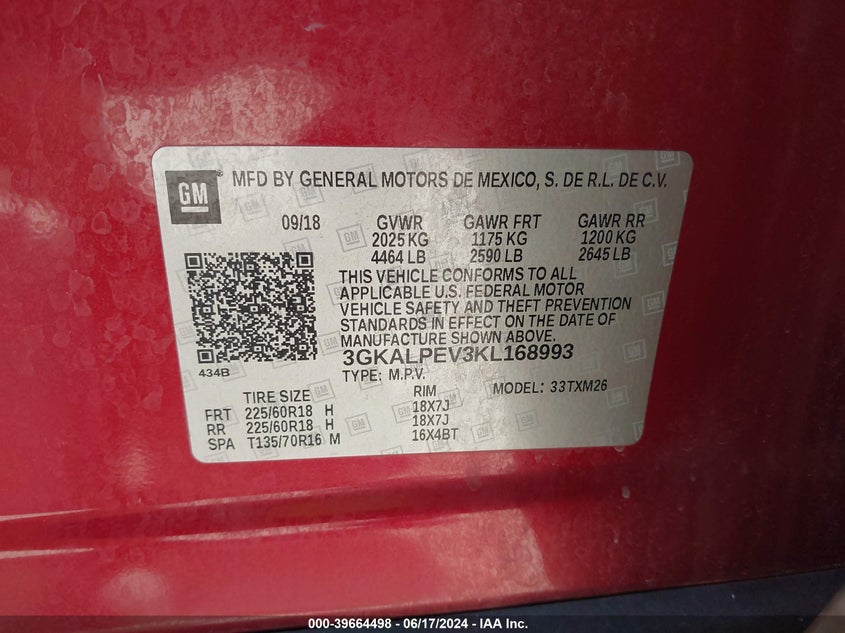 GM
MFD BY GENERAL MOTORS DE MEXICO, S. DE R.L. DE C.V.
09/18 GVWR GAWR FRT GAWR RR
2025 KG 1175 KG 1200 KG
4464 LB 2590 LB 2645 LB
THIS VEHICLE CONFORMS TO ALL
APPLICABLE U.S. FEDERAL MOTOR
VEHICLE SAFETY AND THEFT PREVENTION
STANDARDS IN EFFECT ON THE DATE OF
MANUFACTURE SHOWN ABOVE.
3GKALPEV3KL168993
434B
TYPE: M.P.V. MODEL: 33TXM26
TIRE SIZE RIM
FRT 225/60R18 H 18X7J
RR 225/60R18 H 18X7J
SPA T135/70R16 M 16X4BT
000-39664498 - 06/17/2024 - IAA Inc.